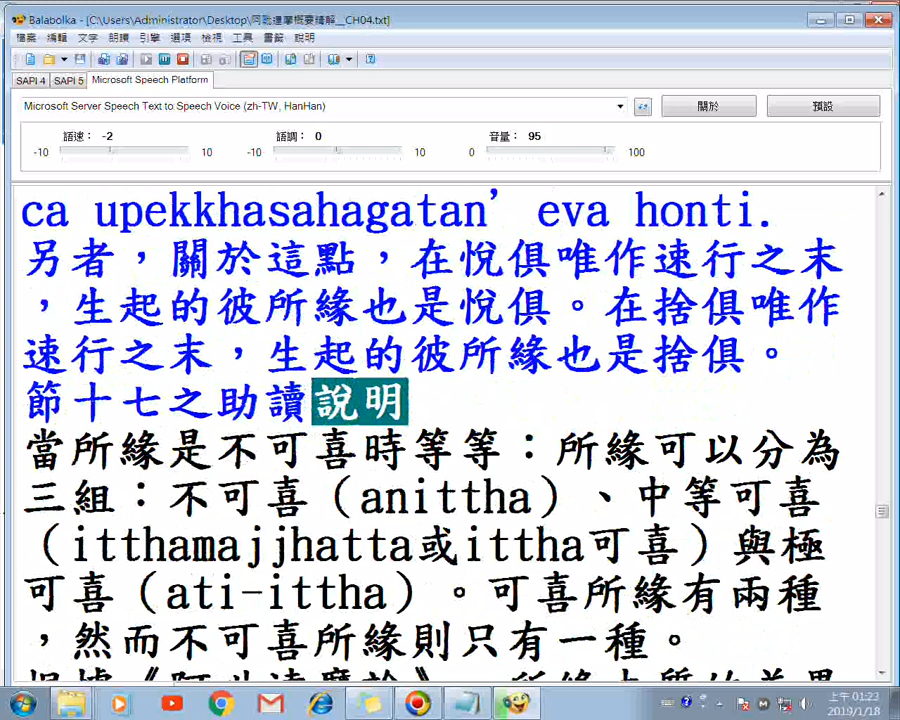 Balabolka - [C:\Users\Administrator\Desktop\阿毗達摩概要精解__CH04.txt]
檔案 編輯 文字 朗讀 引擎 選項 檢視 工具 書籤 說明
SAPI 4 SAPI 5 Microsoft Speech Platform
Microsoft Server Speech Text to Speech Voice (zh-TW, HanHan) 關於 預設
語速： -2 語調： 0 音量： 95
-10 10 -10 10 0 100
ca upekkhasahagatan’ eva honti.
另者，關於這點，在悅俱唯作速行之末
，生起的彼所緣也是悅俱。在捨俱唯作
速行之末，生起的彼所緣也是捨俱。
節十七之助讀說明
當所緣是不可喜時等等：所緣可以分為
三組：不可喜（anittha）、中等可喜
（itthamajjhatta或ittha可喜）與極
可喜（ati-ittha）。可喜所緣有兩種
，然而不可喜所緣則只有一種。
上午 01:23
2019/1/18